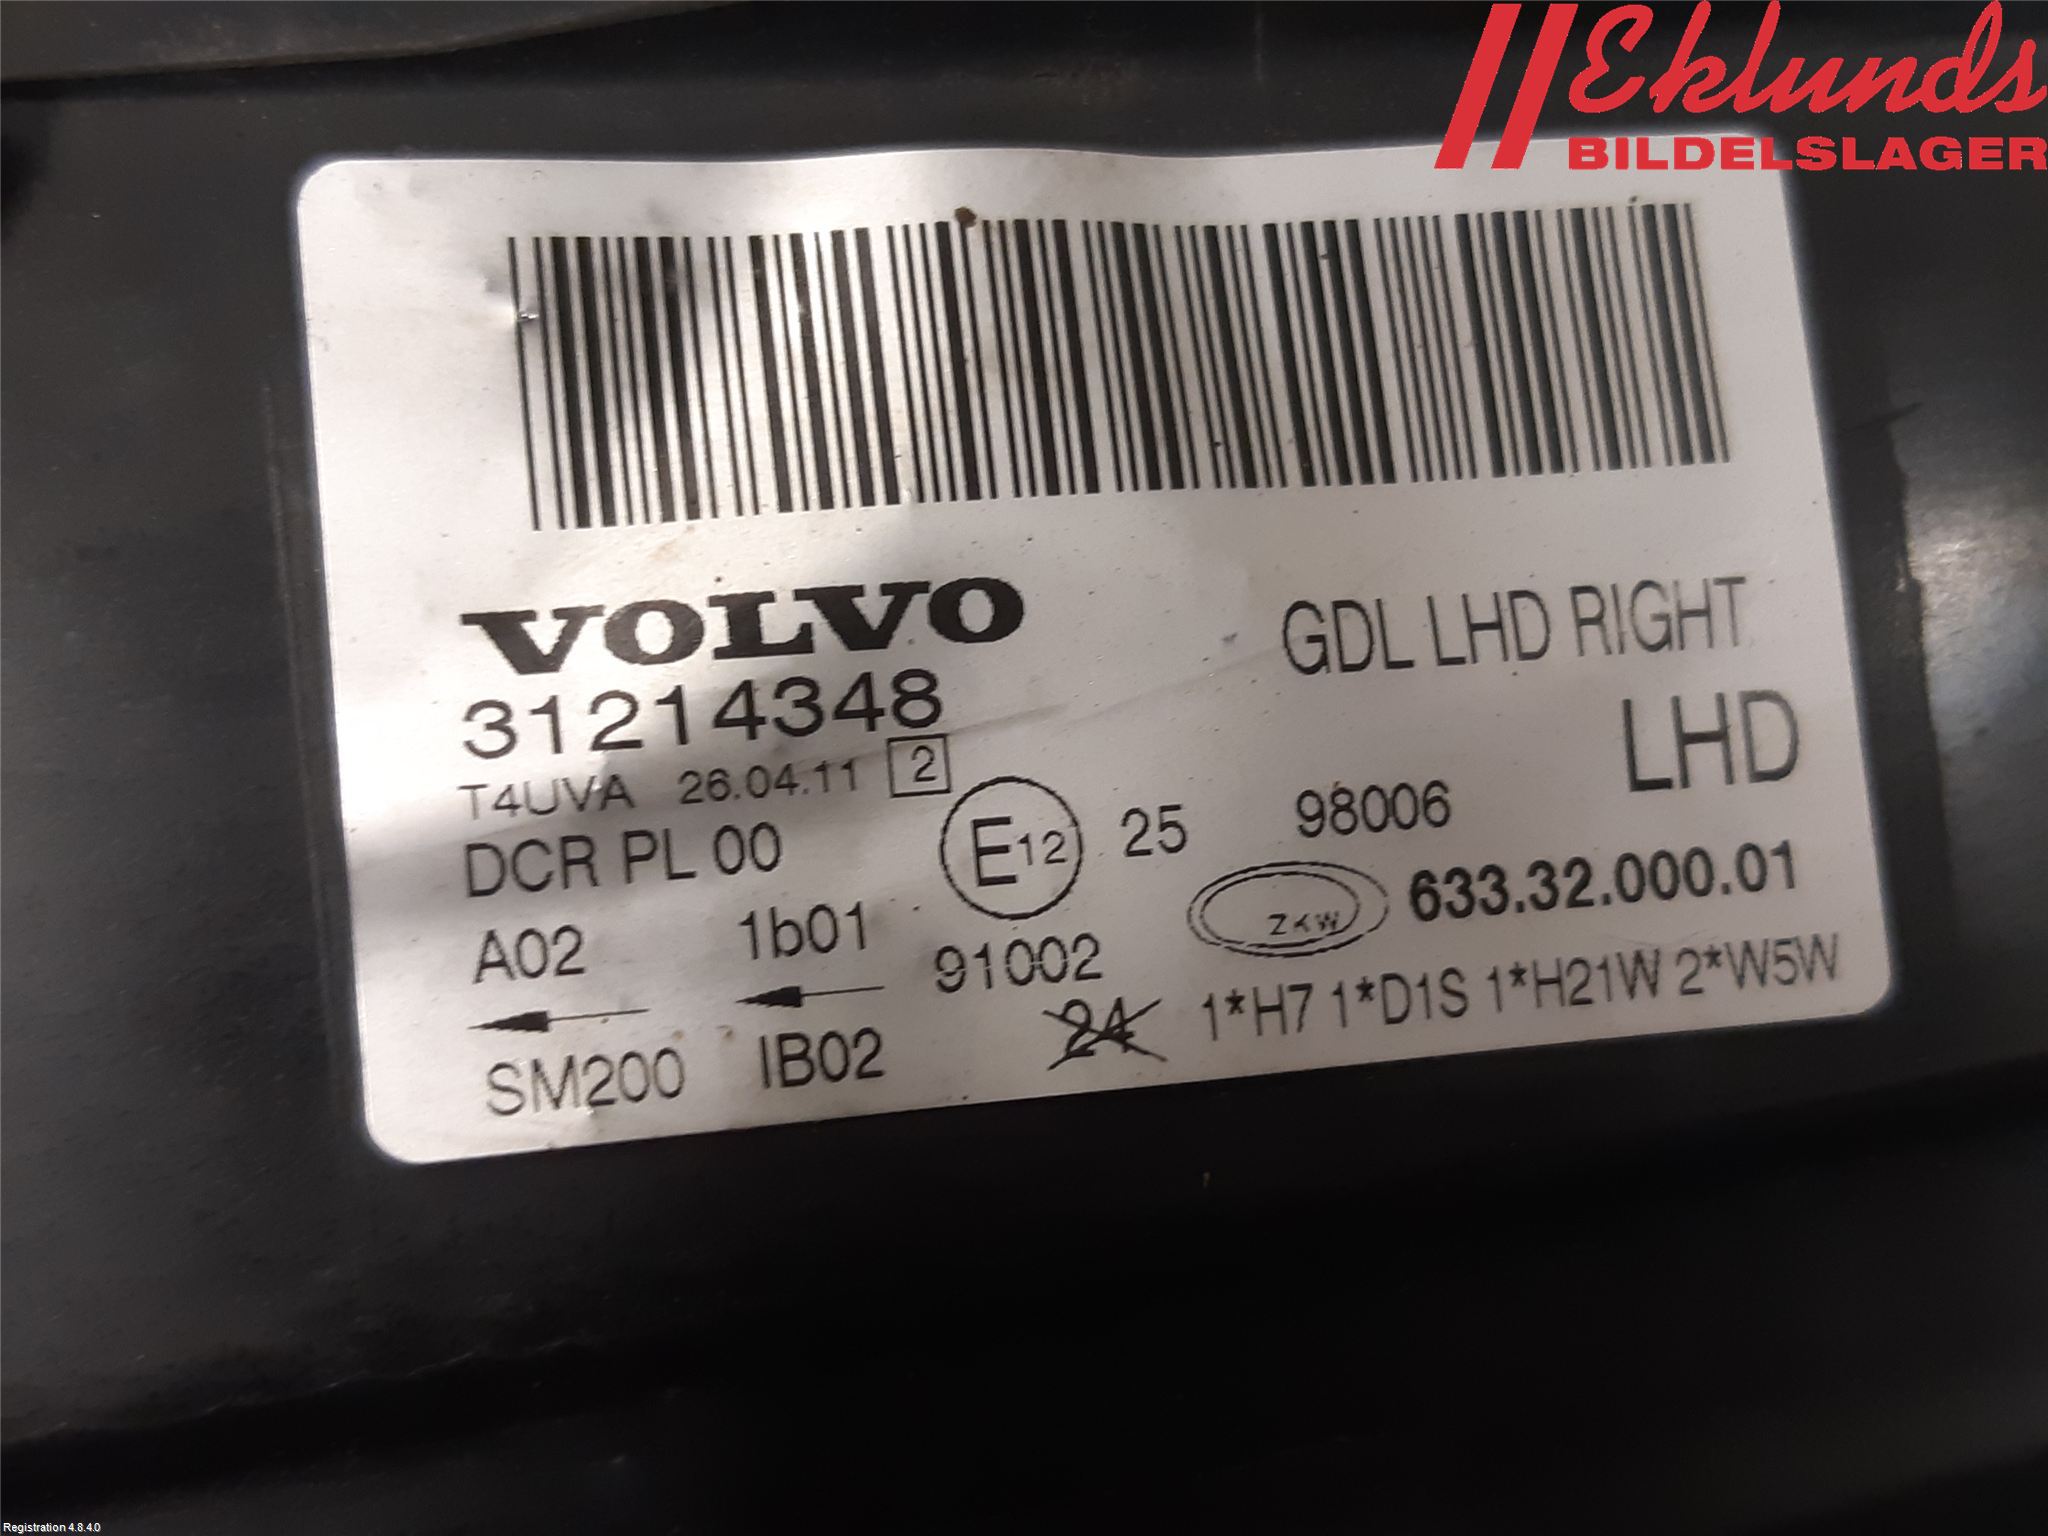 Eklunds
BILDELSLAGER
VOLVO
GDL LHD RIGHT
31214348
LHD
T4UVA 26.04.11 2
DCR PL 00
E12 25 98006
ZKW 633.32.000.01
A02 1b01 91002
24 1*H7 1*D1S 1*H21W 2*W5W
SM200 IB02
Registration 4.8.4.0